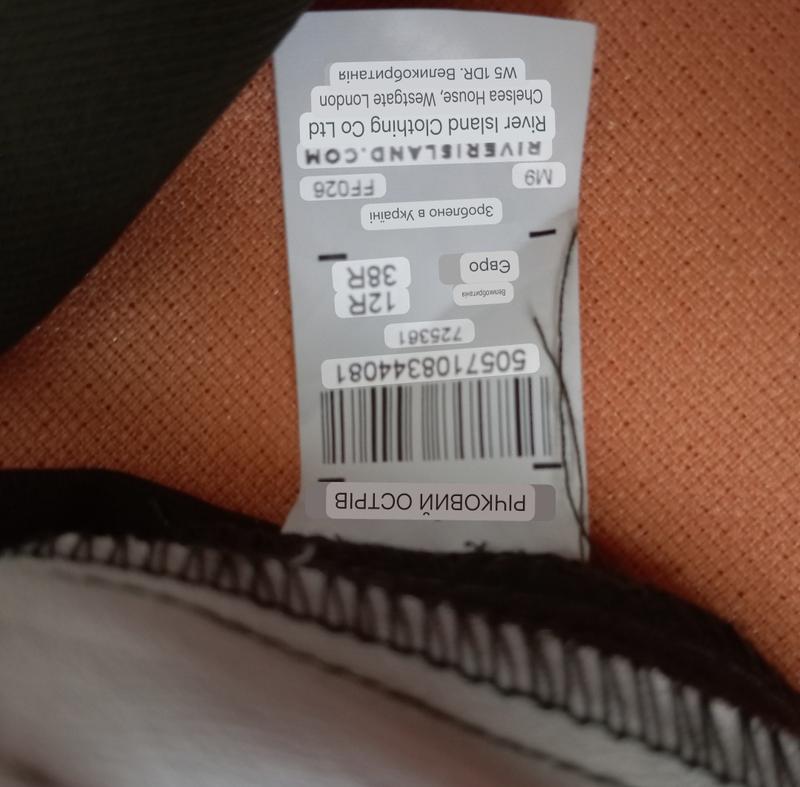 РІЧКОВИЙ ОСТРІВ
5057108344081
725361
Великобританія 12R
Євро 38R
Зроблено в Україні
M9 FF026
RIVERISLAND.COM
River Island Clothing Co Ltd
Chelsea House, Westgate London
W5 1DR. Великобританія